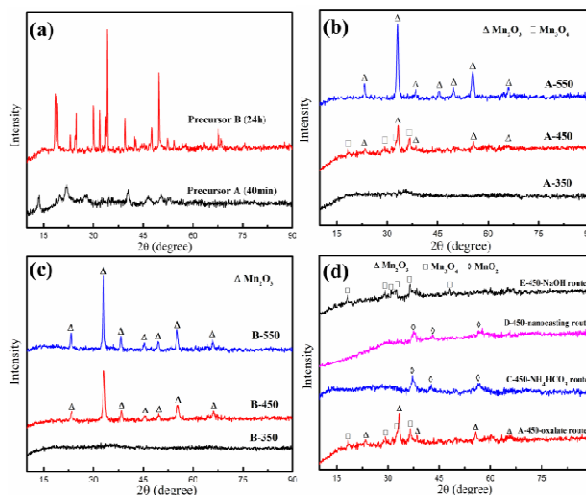 (a)
Precursor B (24h)
Precursor A (40min)
Intensity
15 30 45 60 75 90
2θ (degree)
(b)
Δ Mn₂O₃ □ Mn₃O₄
A-550
A-450
A-350
Intensity
15 30 45 60 75
2θ (degree)
(c)
Δ Mn₂O₃
B-550
B-450
B-350
Intensity
15 30 45 60 75 90
2θ (degree)
(d)
Δ Mn₂O₃ □ Mn₃O₄ ◊ MnO₂
E-450-NaOH route
D-450-nanocasting route
C-450-NH₄HCO₃ route
A-450-oxalate route
Intensity
15 30 45 60 75 90
2θ (degree)